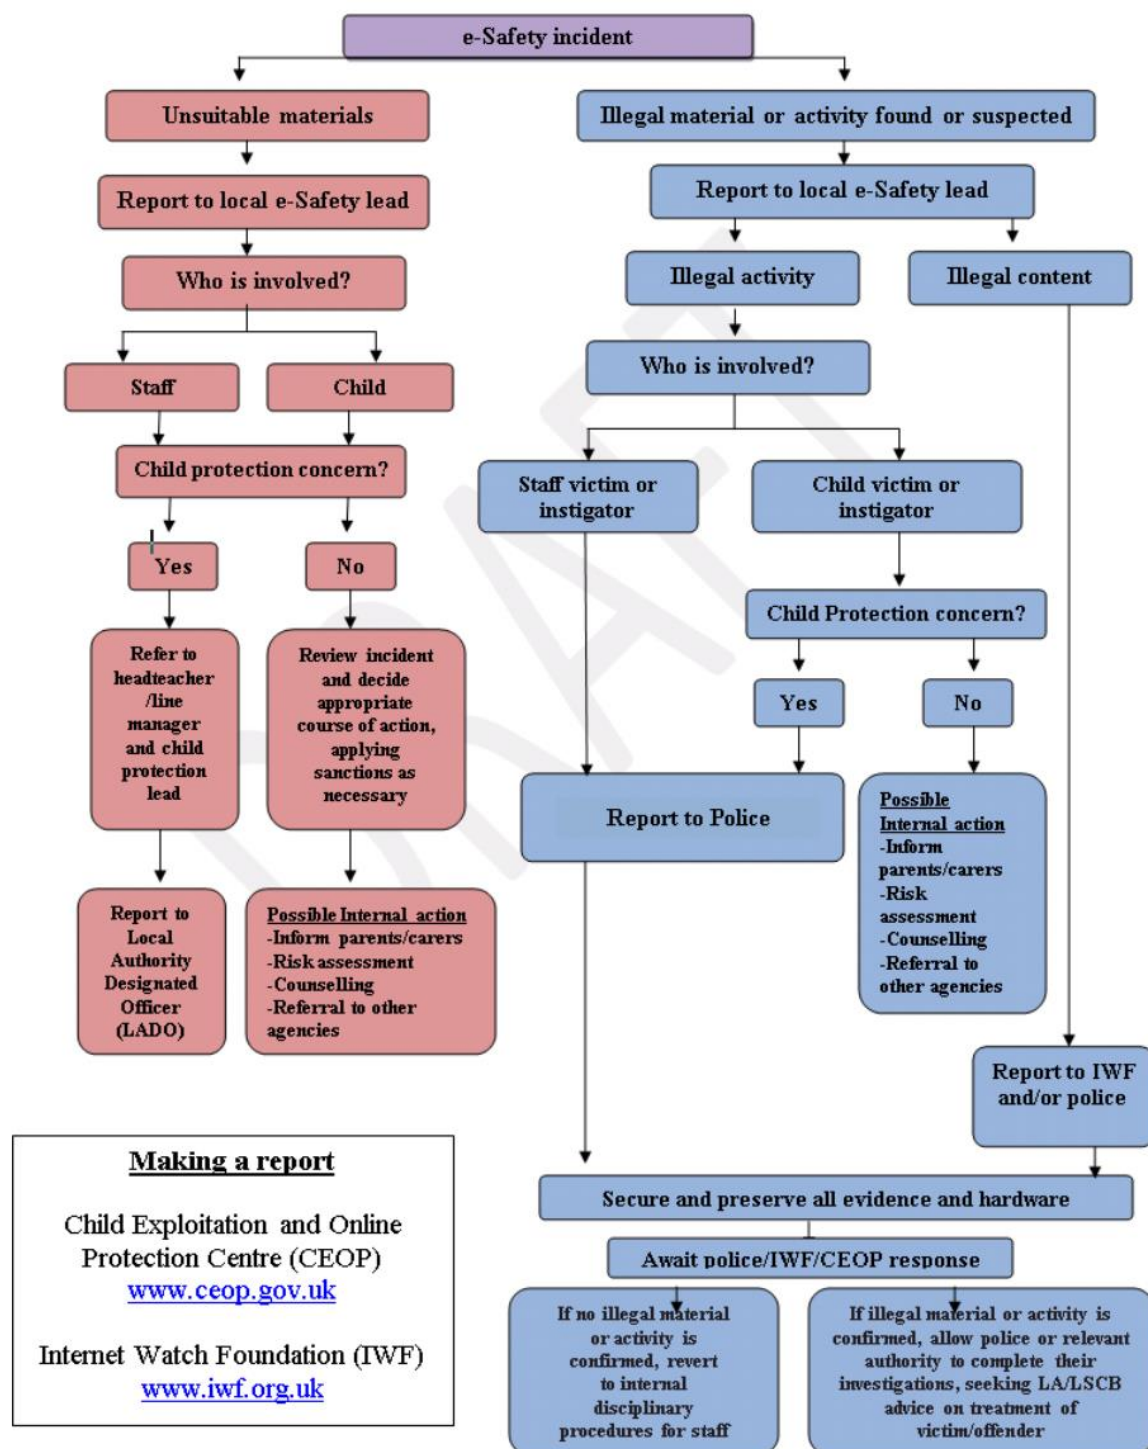 e-Safety incident
Unsuitable materials
Illegal material or activity found or suspected
Report to local e-Safety lead
Report to local e-Safety lead
Who is involved?
Illegal activity
Illegal content
Who is involved?
Staff
Child
Child protection concern?
Staff victim or
instigator
Child victim or
instigator
Yes
No
Child Protection concern?
Refer to
headteacher
/line
manager
and child
protection
lead
Review incident
and decide
appropriate
course of action,
applying
sanctions as
necessary
Yes
No
Report to Police
Possible
Internal action
-Inform
parents/carers
-Risk
assessment
-Counselling
-Referral to
other agencies
Report to
Local
Authority
Designated
Officer
(LADO)
Possible Internal action
-Inform parents/carers
-Risk assessment
-Counselling
-Referral to other
agencies
Report to IWF
and/or police
Making a report
Child Exploitation and Online
Protection Centre (CEOP)
www.ceop.gov.uk
Internet Watch Foundation (IWF)
www.iwf.org.uk
Secure and preserve all evidence and hardware
Await police/IWF/CEOP response
If no illegal material
or activity is
confirmed, revert
to internal
disciplinary
procedures for staff
If illegal material or activity is
confirmed, allow police or relevant
authority to complete their
investigations, seeking LA/LSCB
advice on treatment of
victim/offender
DRAFT